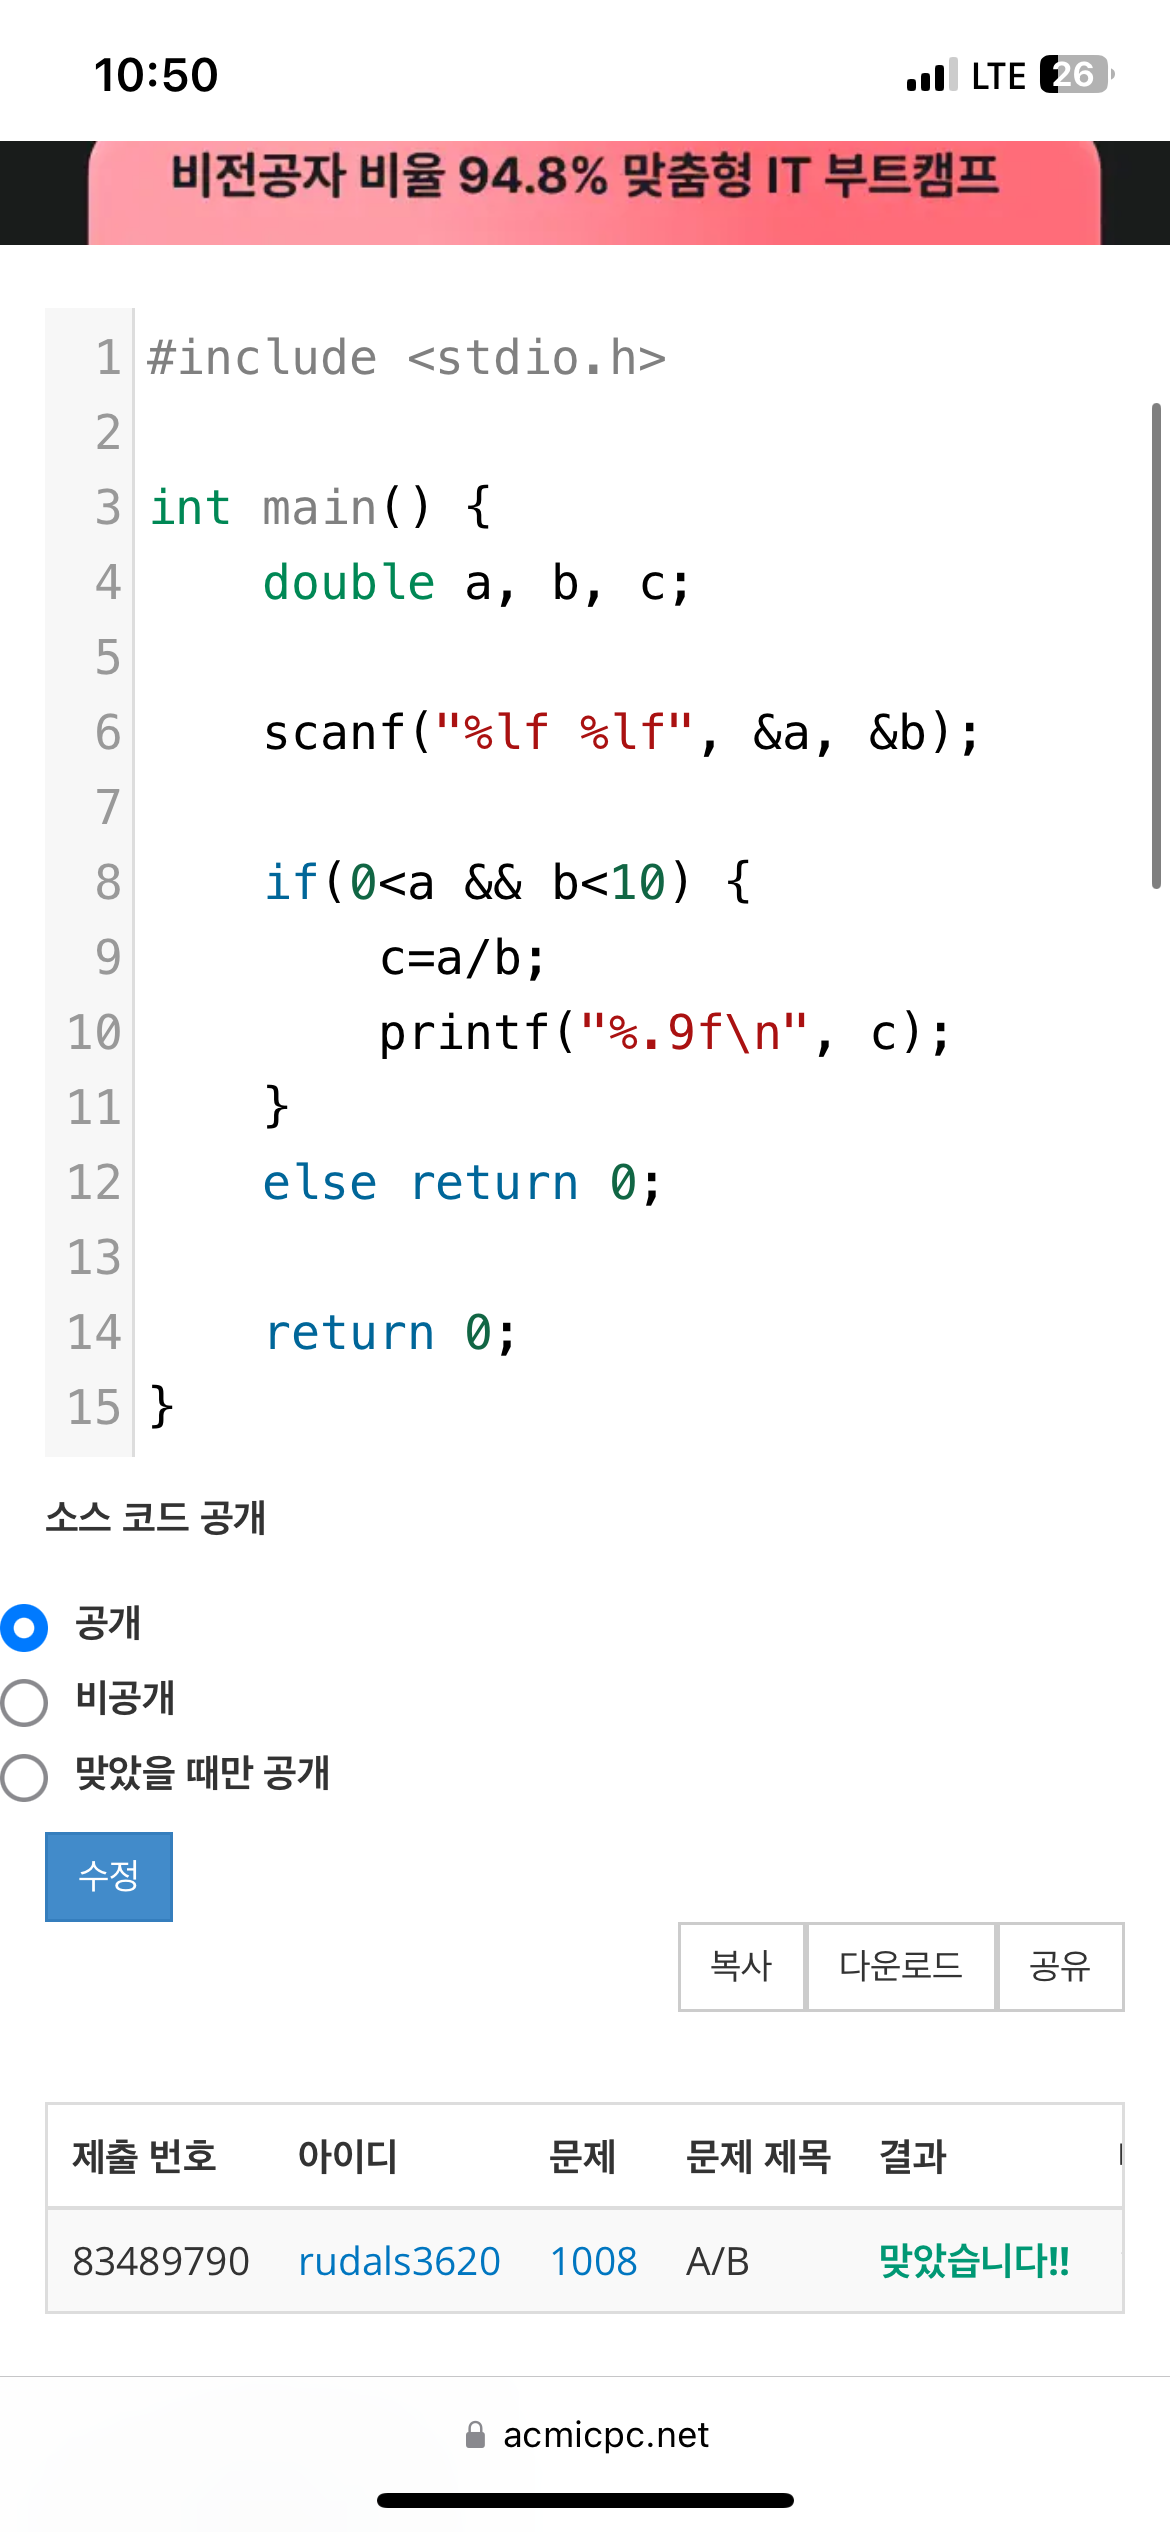 10:50
LTE 26
비전공자 비율 94.8% 맞춤형 IT 부트캠프
1 #include <stdio.h>
2
3 int main() {
4 double a, b, c;
5
6 scanf("%lf %lf", &a, &b);
7
8 if(0<a && b<10) {
9 c=a/b;
10 printf("%.9f\n", c);
11 }
12 else return 0;
13
14 return 0;
15 }
소스 코드 공개
공개
비공개
맞았을 때만 공개
수정
복사 다운로드 공유
제출 번호 아이디 문제 문제 제목 결과
83489790 rudals3620 1008 A/B 맞았습니다!!
acmicpc.net